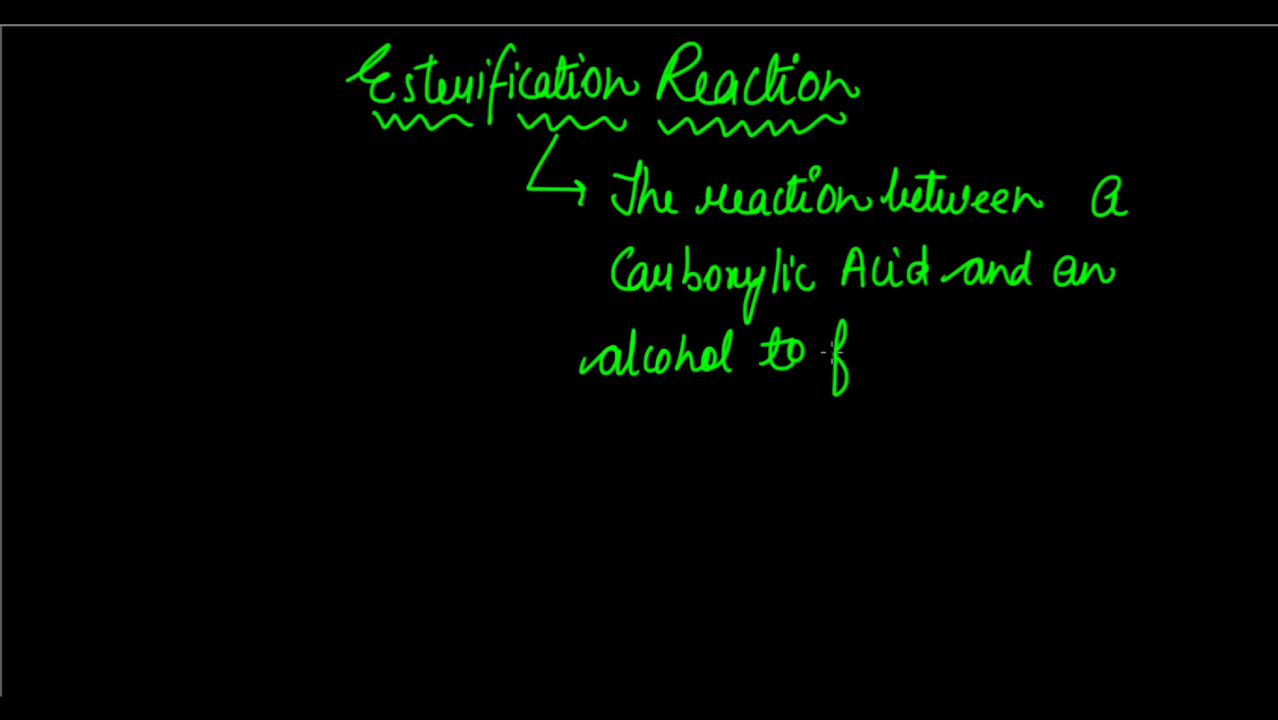 Esterification Reaction
The reaction between a
Carboxylic Acid and an
alcohol to f